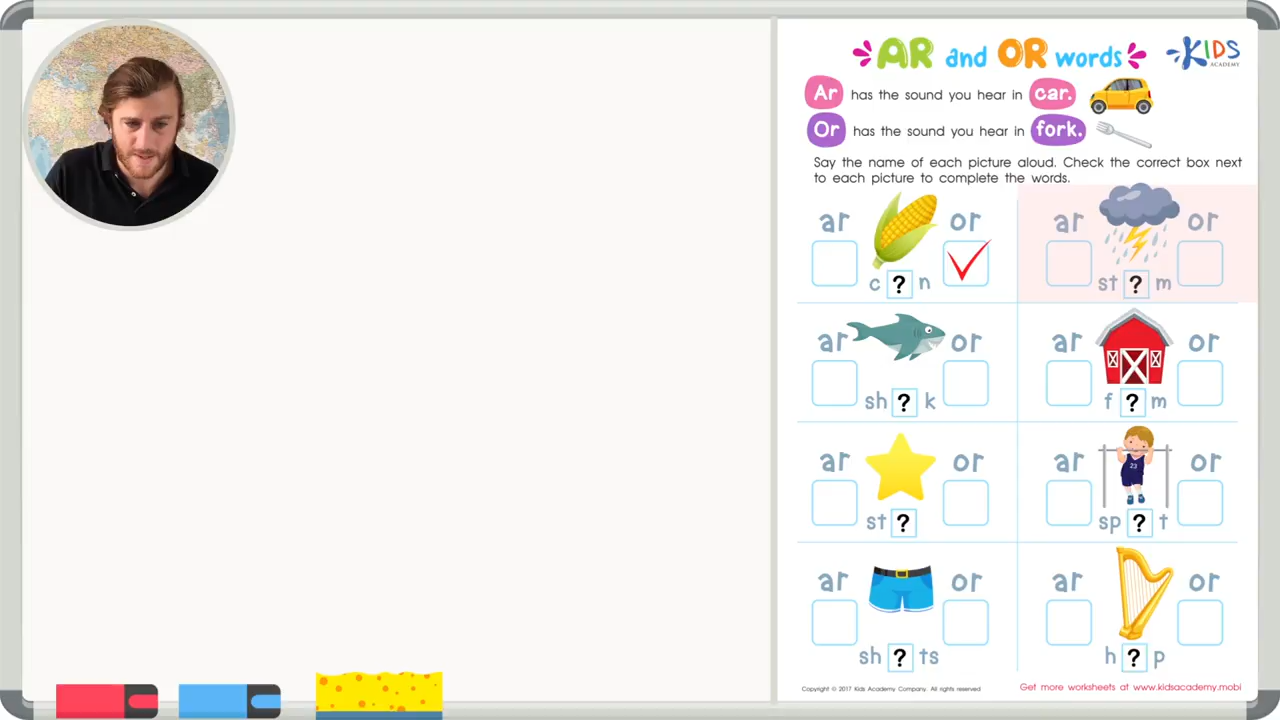 AR and OR words
KIDS
ACADEMY
Ar has the sound you hear in car.
Or has the sound you hear in fork.
Say the name of each picture aloud. Check the correct box next
to each picture to complete the words.
ar or
c ? n
ar or
st ? m
ar or
sh ? k
ar or
f ? m
ar or
st ?
ar or
23
sp ? t
ar or
sh ? ts
ar or
h ? p
Copyright © 2017 Kids Academy Company. All rights reserved
Get more worksheets at www.kidsacademy.mobi